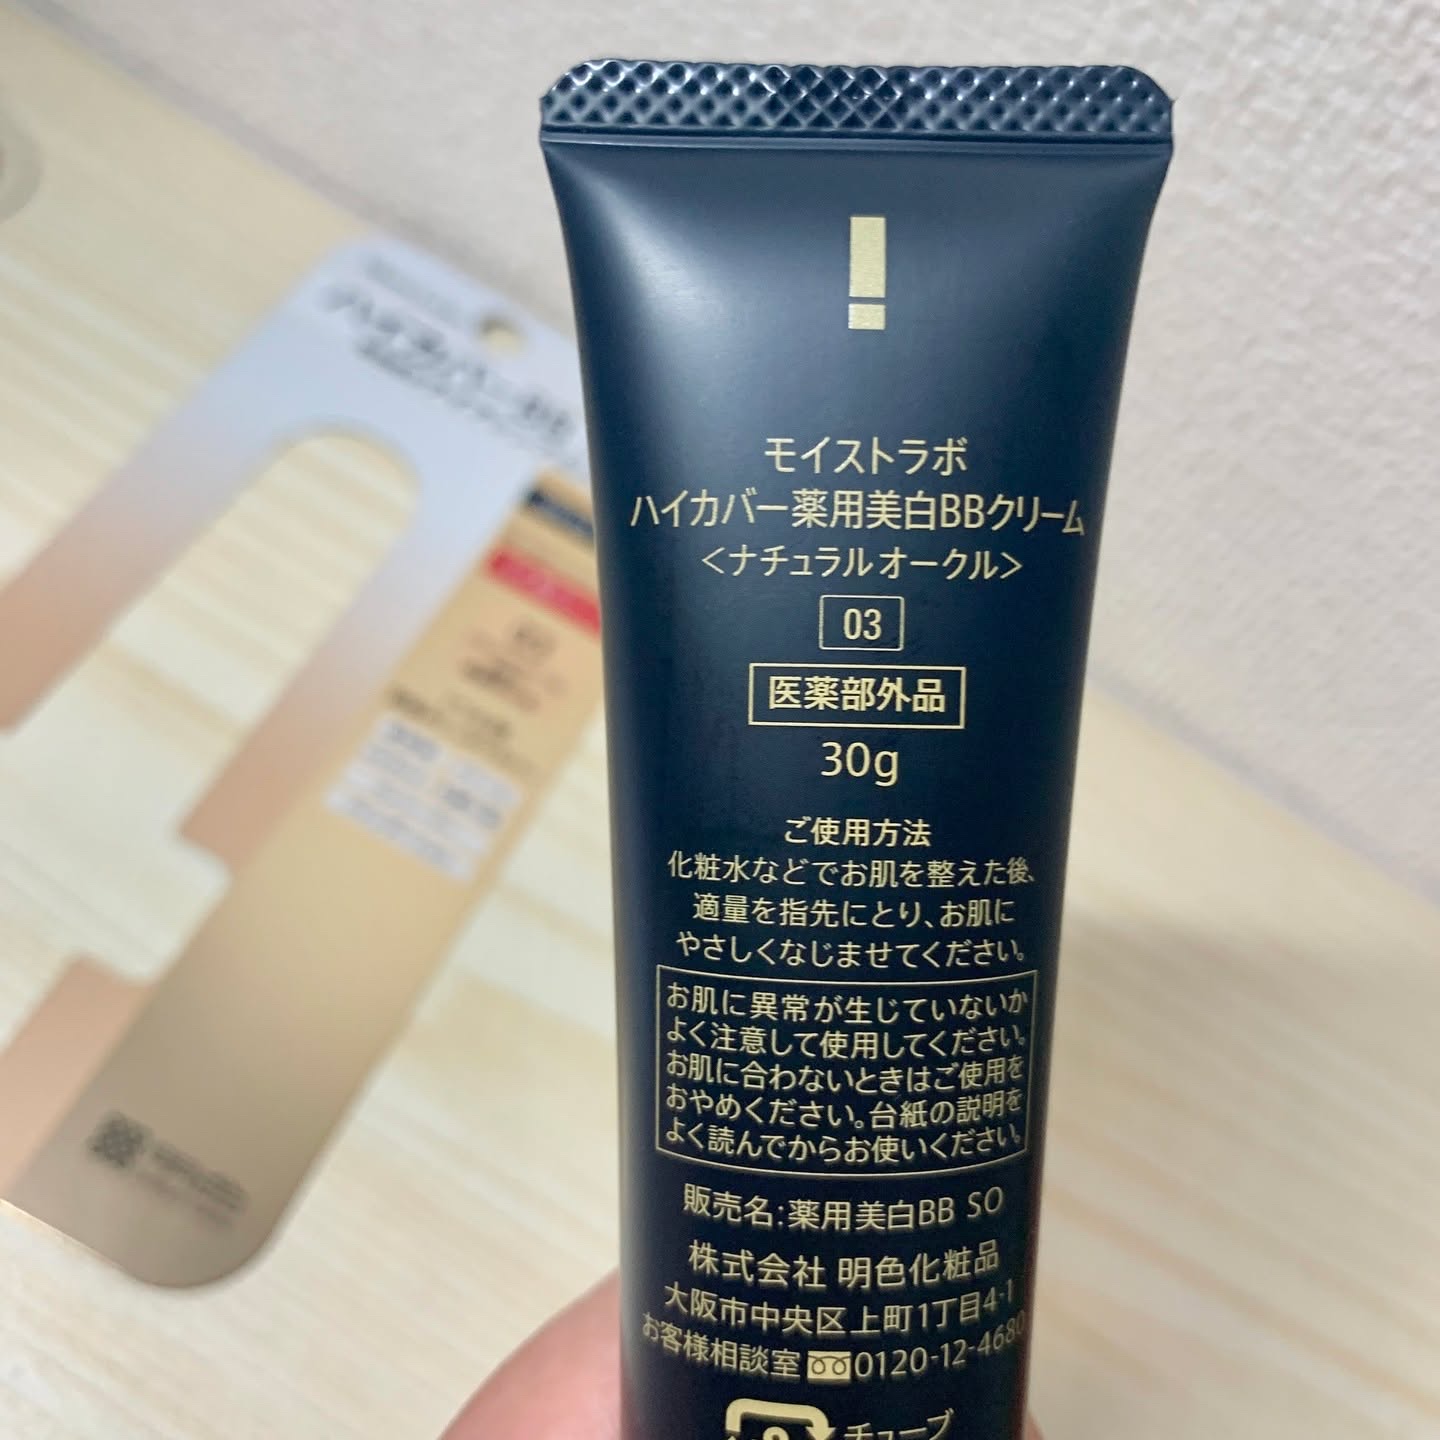 モイストラボ
ハイカバー薬用美白BBクリーム
<ナチュラル オークル>
03
医薬部外品
30g
ご使用方法
化粧水などでお肌を整えた後、
適量を指先にとり、お肌に
やさしくなじませてください。
お肌に異常が生じていないか
よく注意して使用してください。
お肌に合わないときはご使用を
おやめください。台紙の説明を
よく読んでからお使いください。
販売名:薬用美白BB SO
株式会社 明色化粧品
大阪市中央区上町1丁目4-1
お客様相談室 0120-12-4680
チューブ